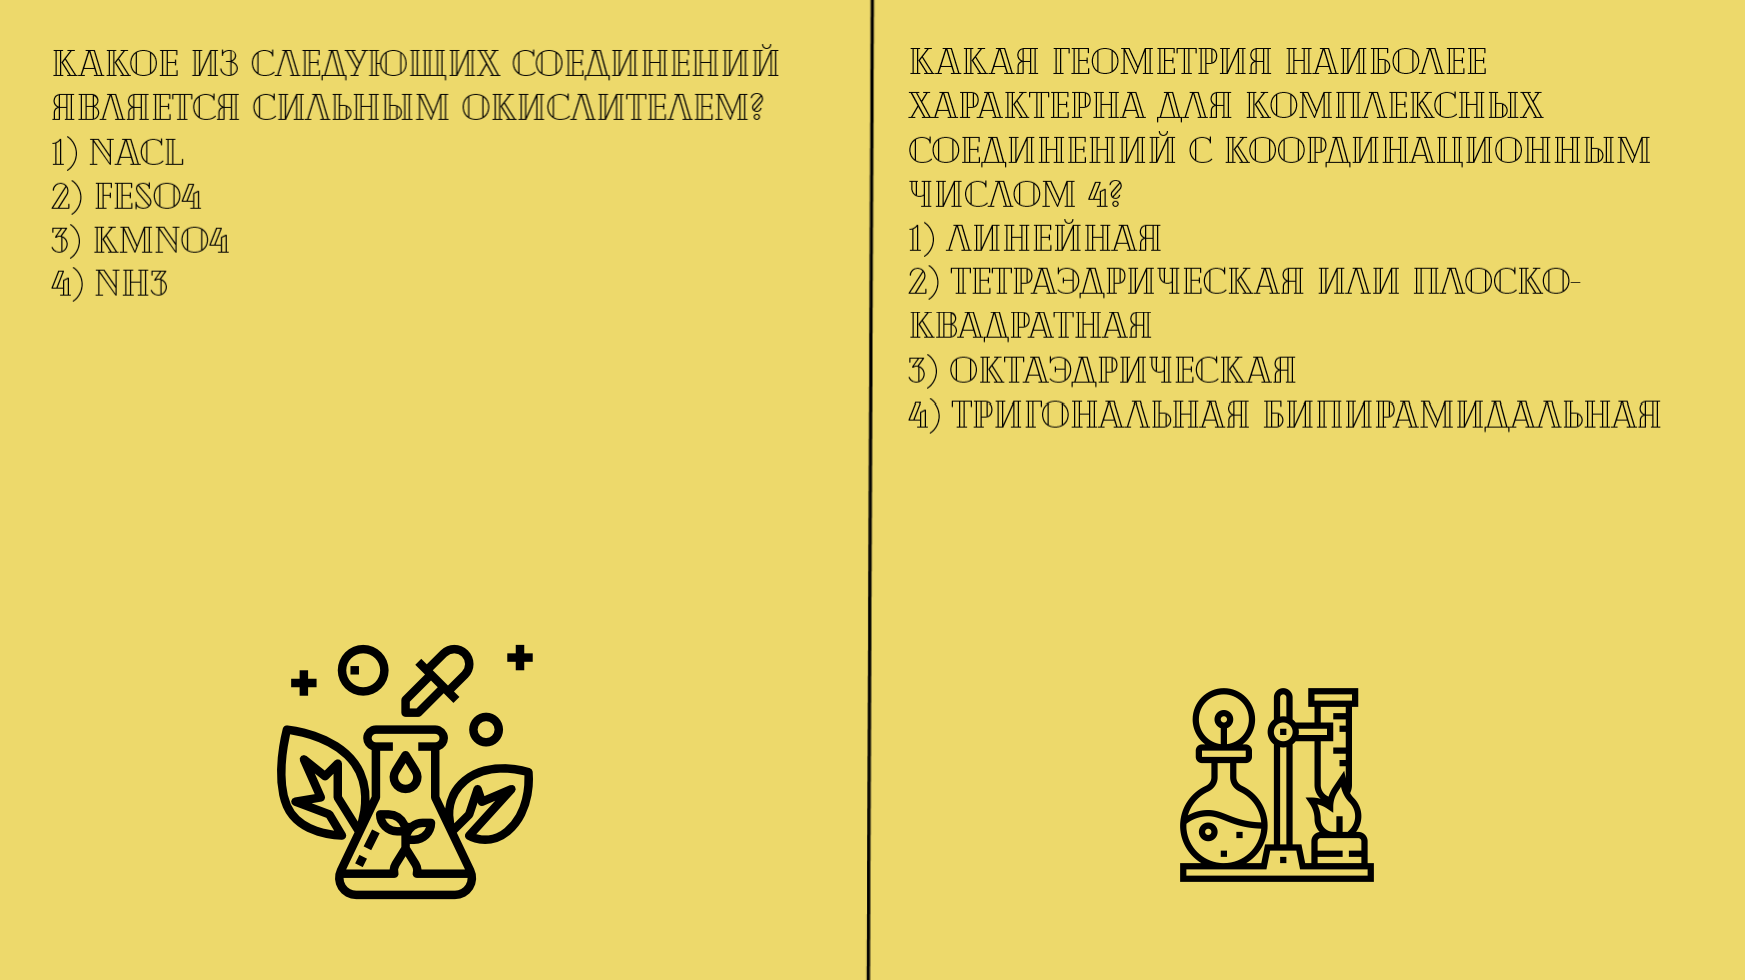 КАКОЕ ИЗ СЛЕДУЮЩИХ СОЕДИНЕНИЙ
ЯВЛЯЕТСЯ СИЛЬНЫМ ОКИСЛИТЕЛЕМ?
1) NACL
2) FESO4
3) KMNO4
4) NH3
КАКАЯ ГЕОМЕТРИЯ НАИБОЛЕЕ
ХАРАКТЕРНА ДЛЯ КОМПЛЕКСНЫХ
СОЕДИНЕНИЙ С КООРДИНАЦИОННЫМ
ЧИСЛОМ 4?
1) ЛИНЕЙНАЯ
2) ТЕТРАЭДРИЧЕСКАЯ ИЛИ ПЛОСКО-
КВАДРАТНАЯ
3) ОКТАЭДРИЧЕСКАЯ
4) ТРИГОНАЛЬНАЯ БИПИРАМИДАЛЬНАЯ